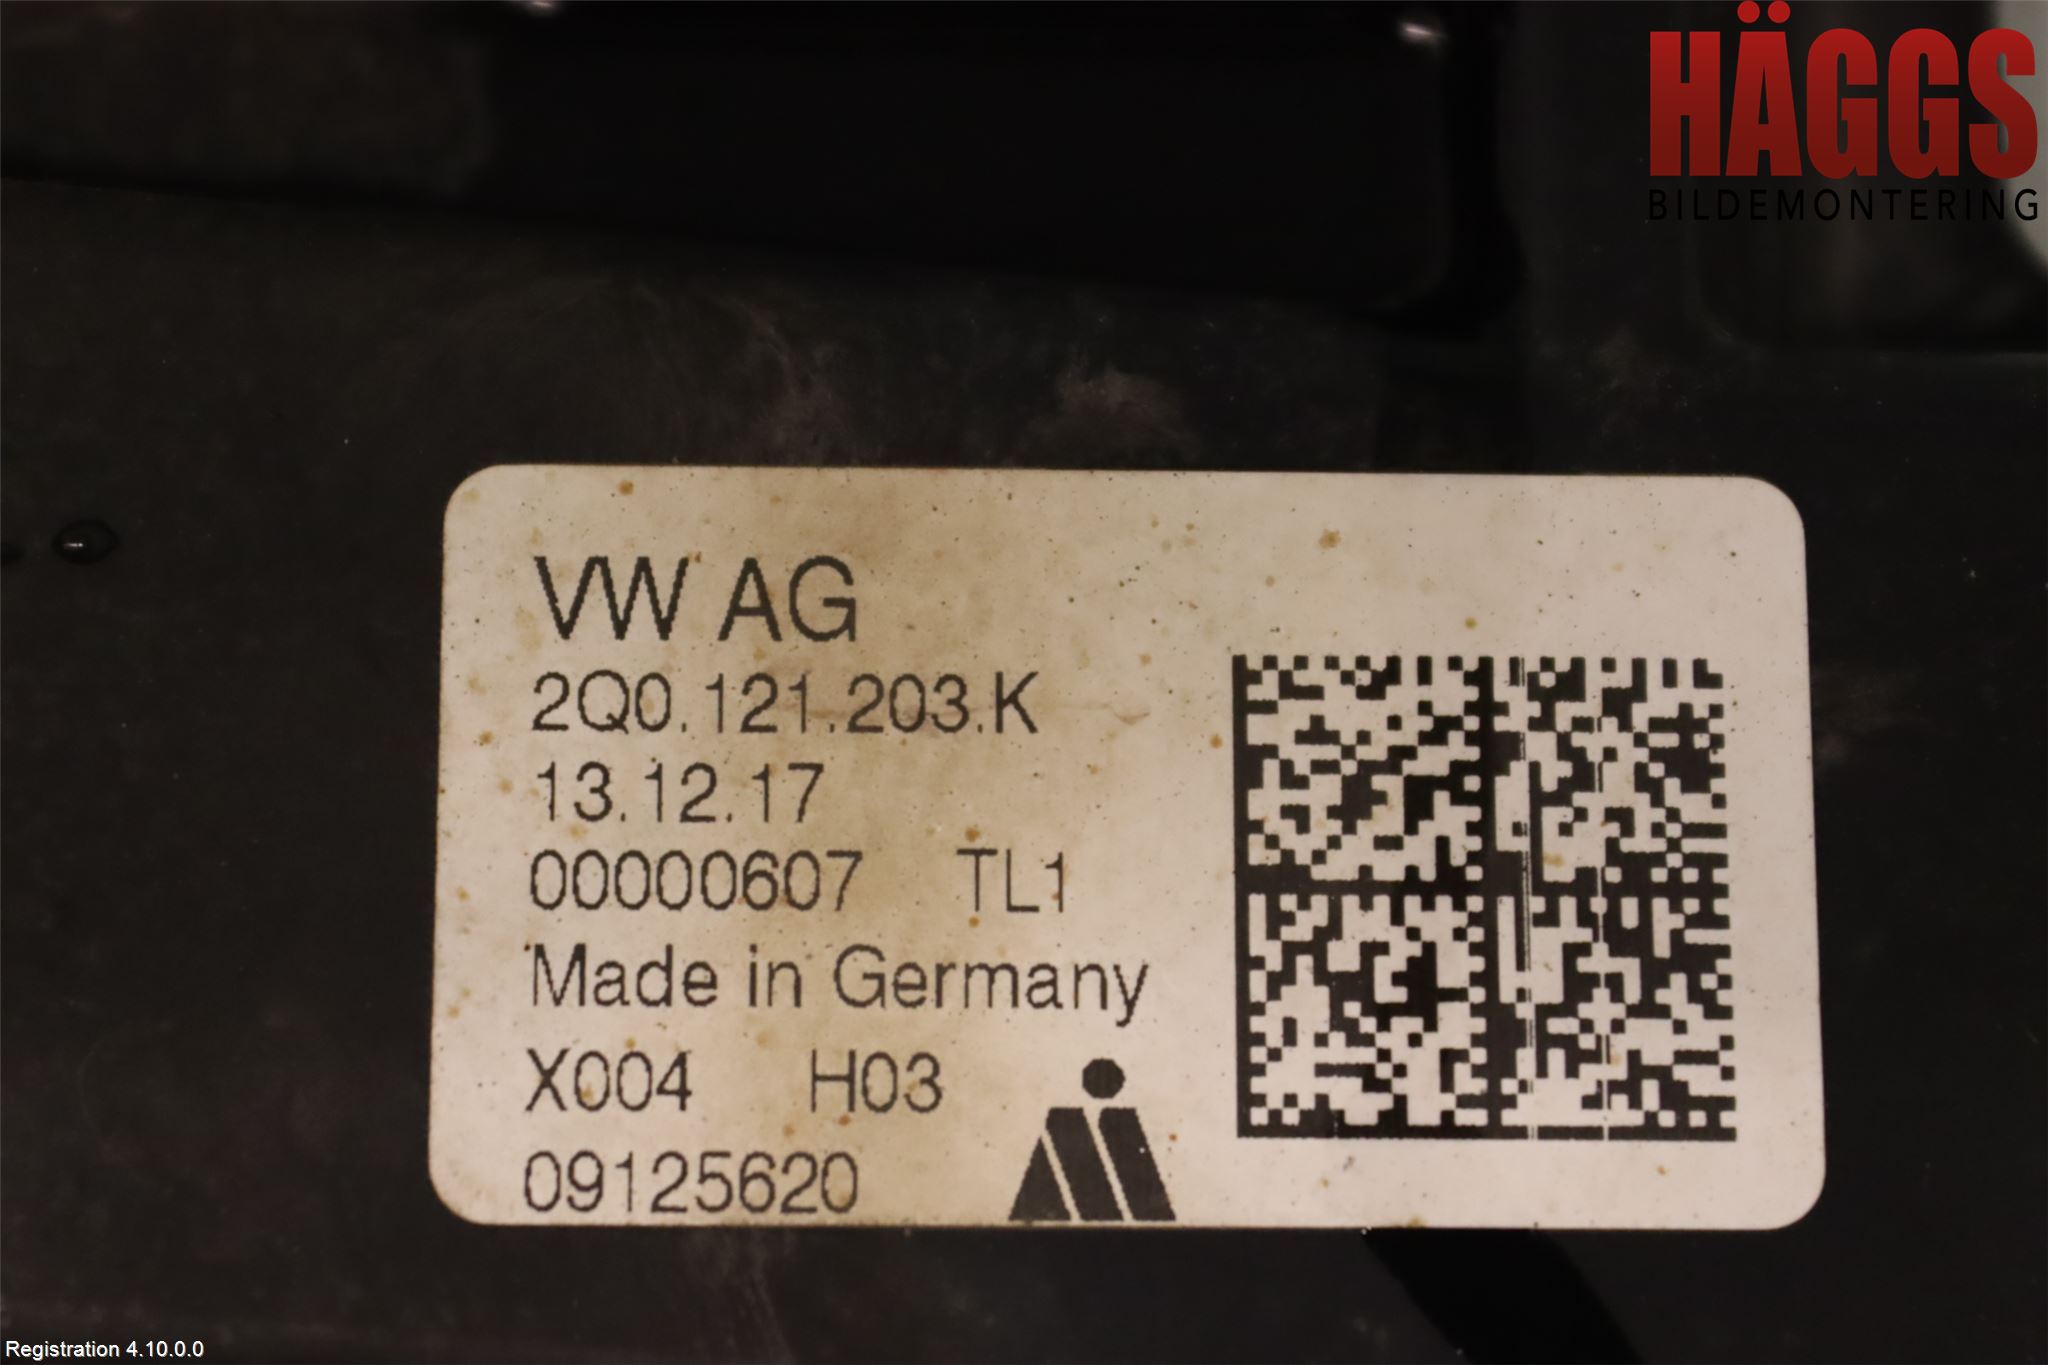 HÄGGS
BILDEMONTERING
VW AG
2Q0.121.203.K
13.12.17
00000607 TL1
Made in Germany
X004 H03
09125620
Registration 4.10.0.0